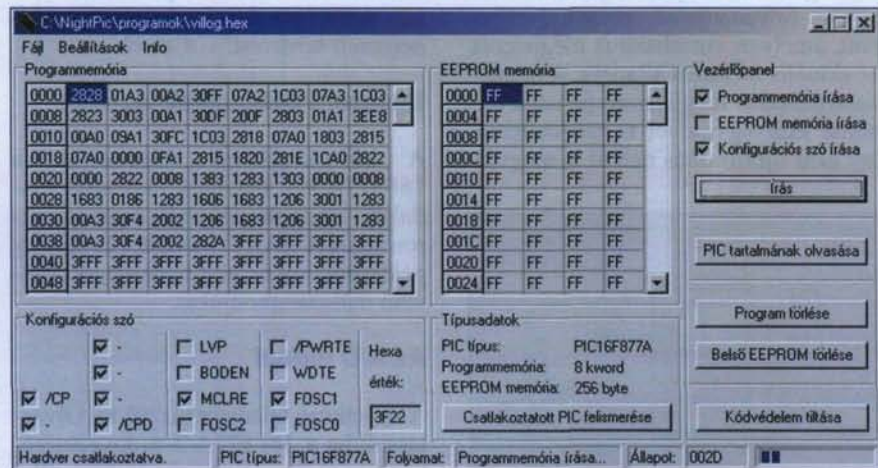 C:\NightPic\programok\villog.hex
Fájl Beállítások Info
Programmemória
0000 2828 01A3 00A2 30FF 07A2 1C03 07A3 1C03
0008 2823 3003 00A1 30DF 200F 2803 01A1 3EE8
0010 00A0 09A1 30FC 1C03 2818 07A0 1803 2815
0018 07A0 0000 0FA1 2815 1820 281E 1CA0 2822
0020 0000 2822 0008 1383 1283 1303 0000 0008
0028 1683 0186 1283 1606 1683 1206 3001 1283
0030 00A3 30F4 2002 1206 1683 1206 3001 1283
0038 00A3 30F4 2002 282A 3FFF 3FFF 3FFF 3FFF
0040 3FFF 3FFF 3FFF 3FFF 3FFF 3FFF 3FFF 3FFF
0048 3FFF 3FFF 3FFF 3FFF 3FFF 3FFF 3FFF 3FFF
EEPROM memória
0000 FF FF FF FF
0004 FF FF FF FF
0008 FF FF FF FF
000C FF FF FF FF
0010 FF FF FF FF
0014 FF FF FF FF
0018 FF FF FF FF
001C FF FF FF FF
0020 FF FF FF FF
0024 FF FF FF FF
Vezérlőpanel
Programmemória írása
EEPROM memória írása
Konfigurációs szó írása
Írás
PIC tartalmának olvasása
Program törlése
Belső EEPROM törlése
Kódvédelem tiltása
Konfigurációs szó
- LVP /PWRTE Hexa
- BODEN WDTE érték:
/CP - MCLRE FOSC1
- /CPD FOSC2 FOSC0 3F22
Típusadatok
PIC típus: PIC16F877A
Programmemória: 8 kword
EEPROM memória: 256 byte
Csatlakoztatott PIC felismerése
Hardver csatlakoztatva. PIC típus: PIC16F877A Folyamat: Programmemória írása... Állapot: 002D